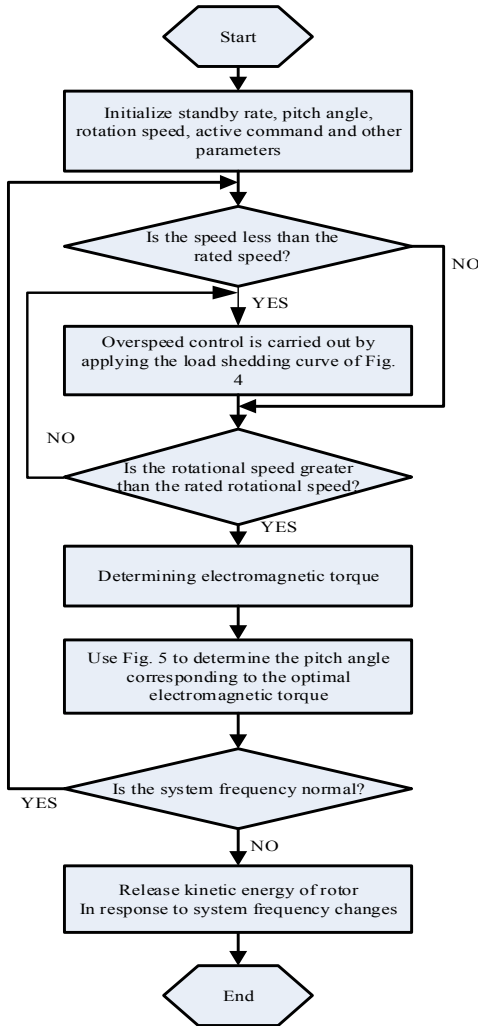 Start
Initialize standby rate, pitch angle,
rotation speed, active command and other
parameters
Is the speed less than the
rated speed?
NO
YES
Overspeed control is carried out by
applying the load shedding curve of Fig.
4
NO
Is the rotational speed greater
than the rated rotational speed?
YES
Determining electromagnetic torque
Use Fig. 5 to determine the pitch angle
corresponding to the optimal
electromagnetic torque
Is the system frequency normal?
YES
NO
Release kinetic energy of rotor
In response to system frequency changes
End